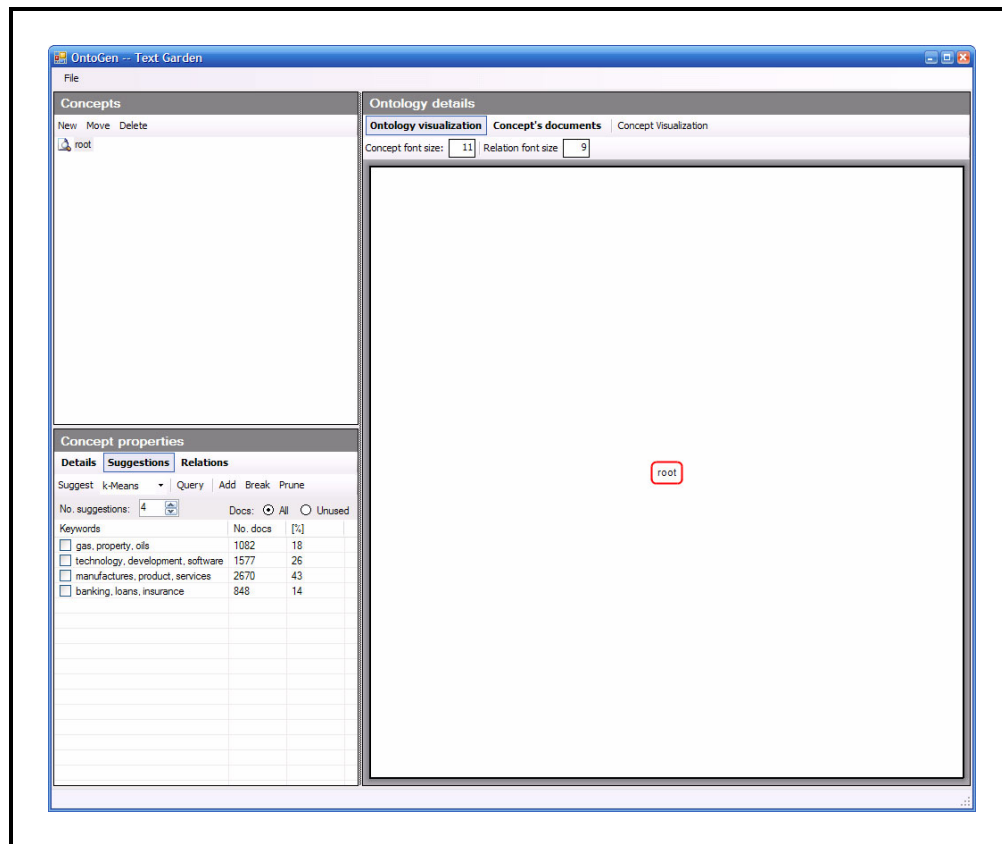 OntoGen -- Text Garden
File
Concepts
New Move Delete
root
Concept properties
Details Suggestions Relations
Suggest k-Means Query Add Break Prune
No. suggestions: 4 Docs: All Unused
Keywords No. docs [%]
gas, property, oils 1082 18
technology, development, software 1577 26
manufactures, product, services 2670 43
banking, loans, insurance 848 14
Ontology details
Ontology visualization Concept's documents Concept Visualization
Concept font size: 11 Relation font size 9
root